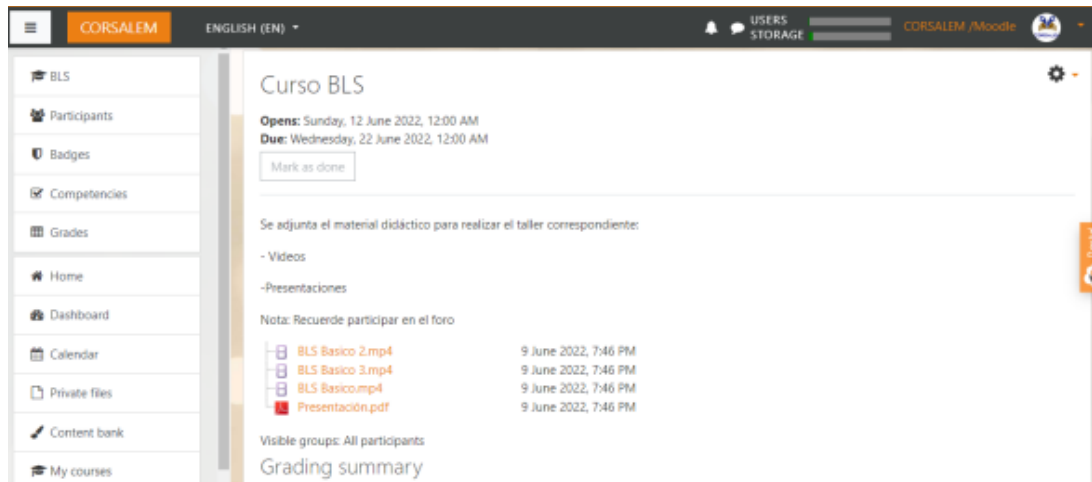 CORSALEM
ENGLISH (EN)
USERS
STORAGE
CORSALEM /Moodle
BLS
Participants
Badges
Competencies
Grades
Home
Dashboard
Calendar
Private files
Content bank
My courses
Curso BLS
Opens: Sunday, 12 June 2022, 12:00 AM
Due: Wednesday, 22 June 2022, 12:00 AM
Mark as done
Se adjunta el material didáctico para realizar el taller correspondiente:
- Videos
-Presentaciones
Nota: Recuerde participar en el foro
BLS Basico 2.mp4 9 June 2022, 7:46 PM
BLS Basico 3.mp4 9 June 2022, 7:46 PM
BLS Basico.mp4 9 June 2022, 7:46 PM
Presentación.pdf 9 June 2022, 7:46 PM
Visible groups: All participants
Grading summary